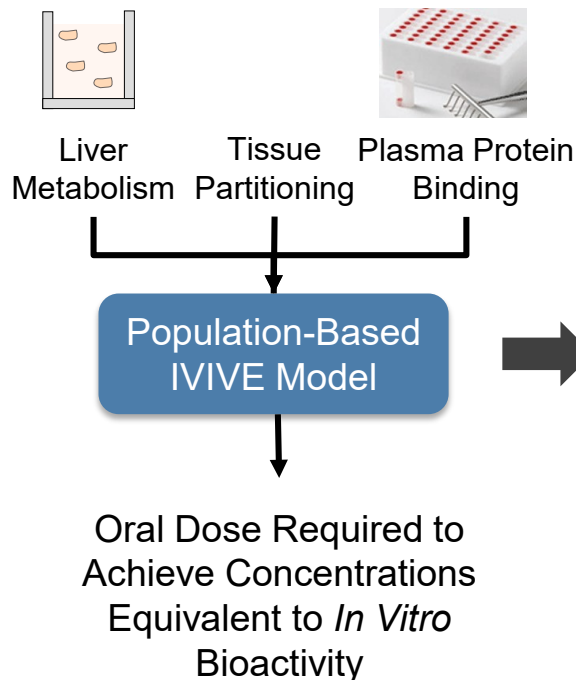 Liver
Metabolism
Tissue
Partitioning
Plasma Protein
Binding
Population-Based
IVIVE Model
Oral Dose Required to
Achieve Concentrations
Equivalent to In Vitro
Bioactivity